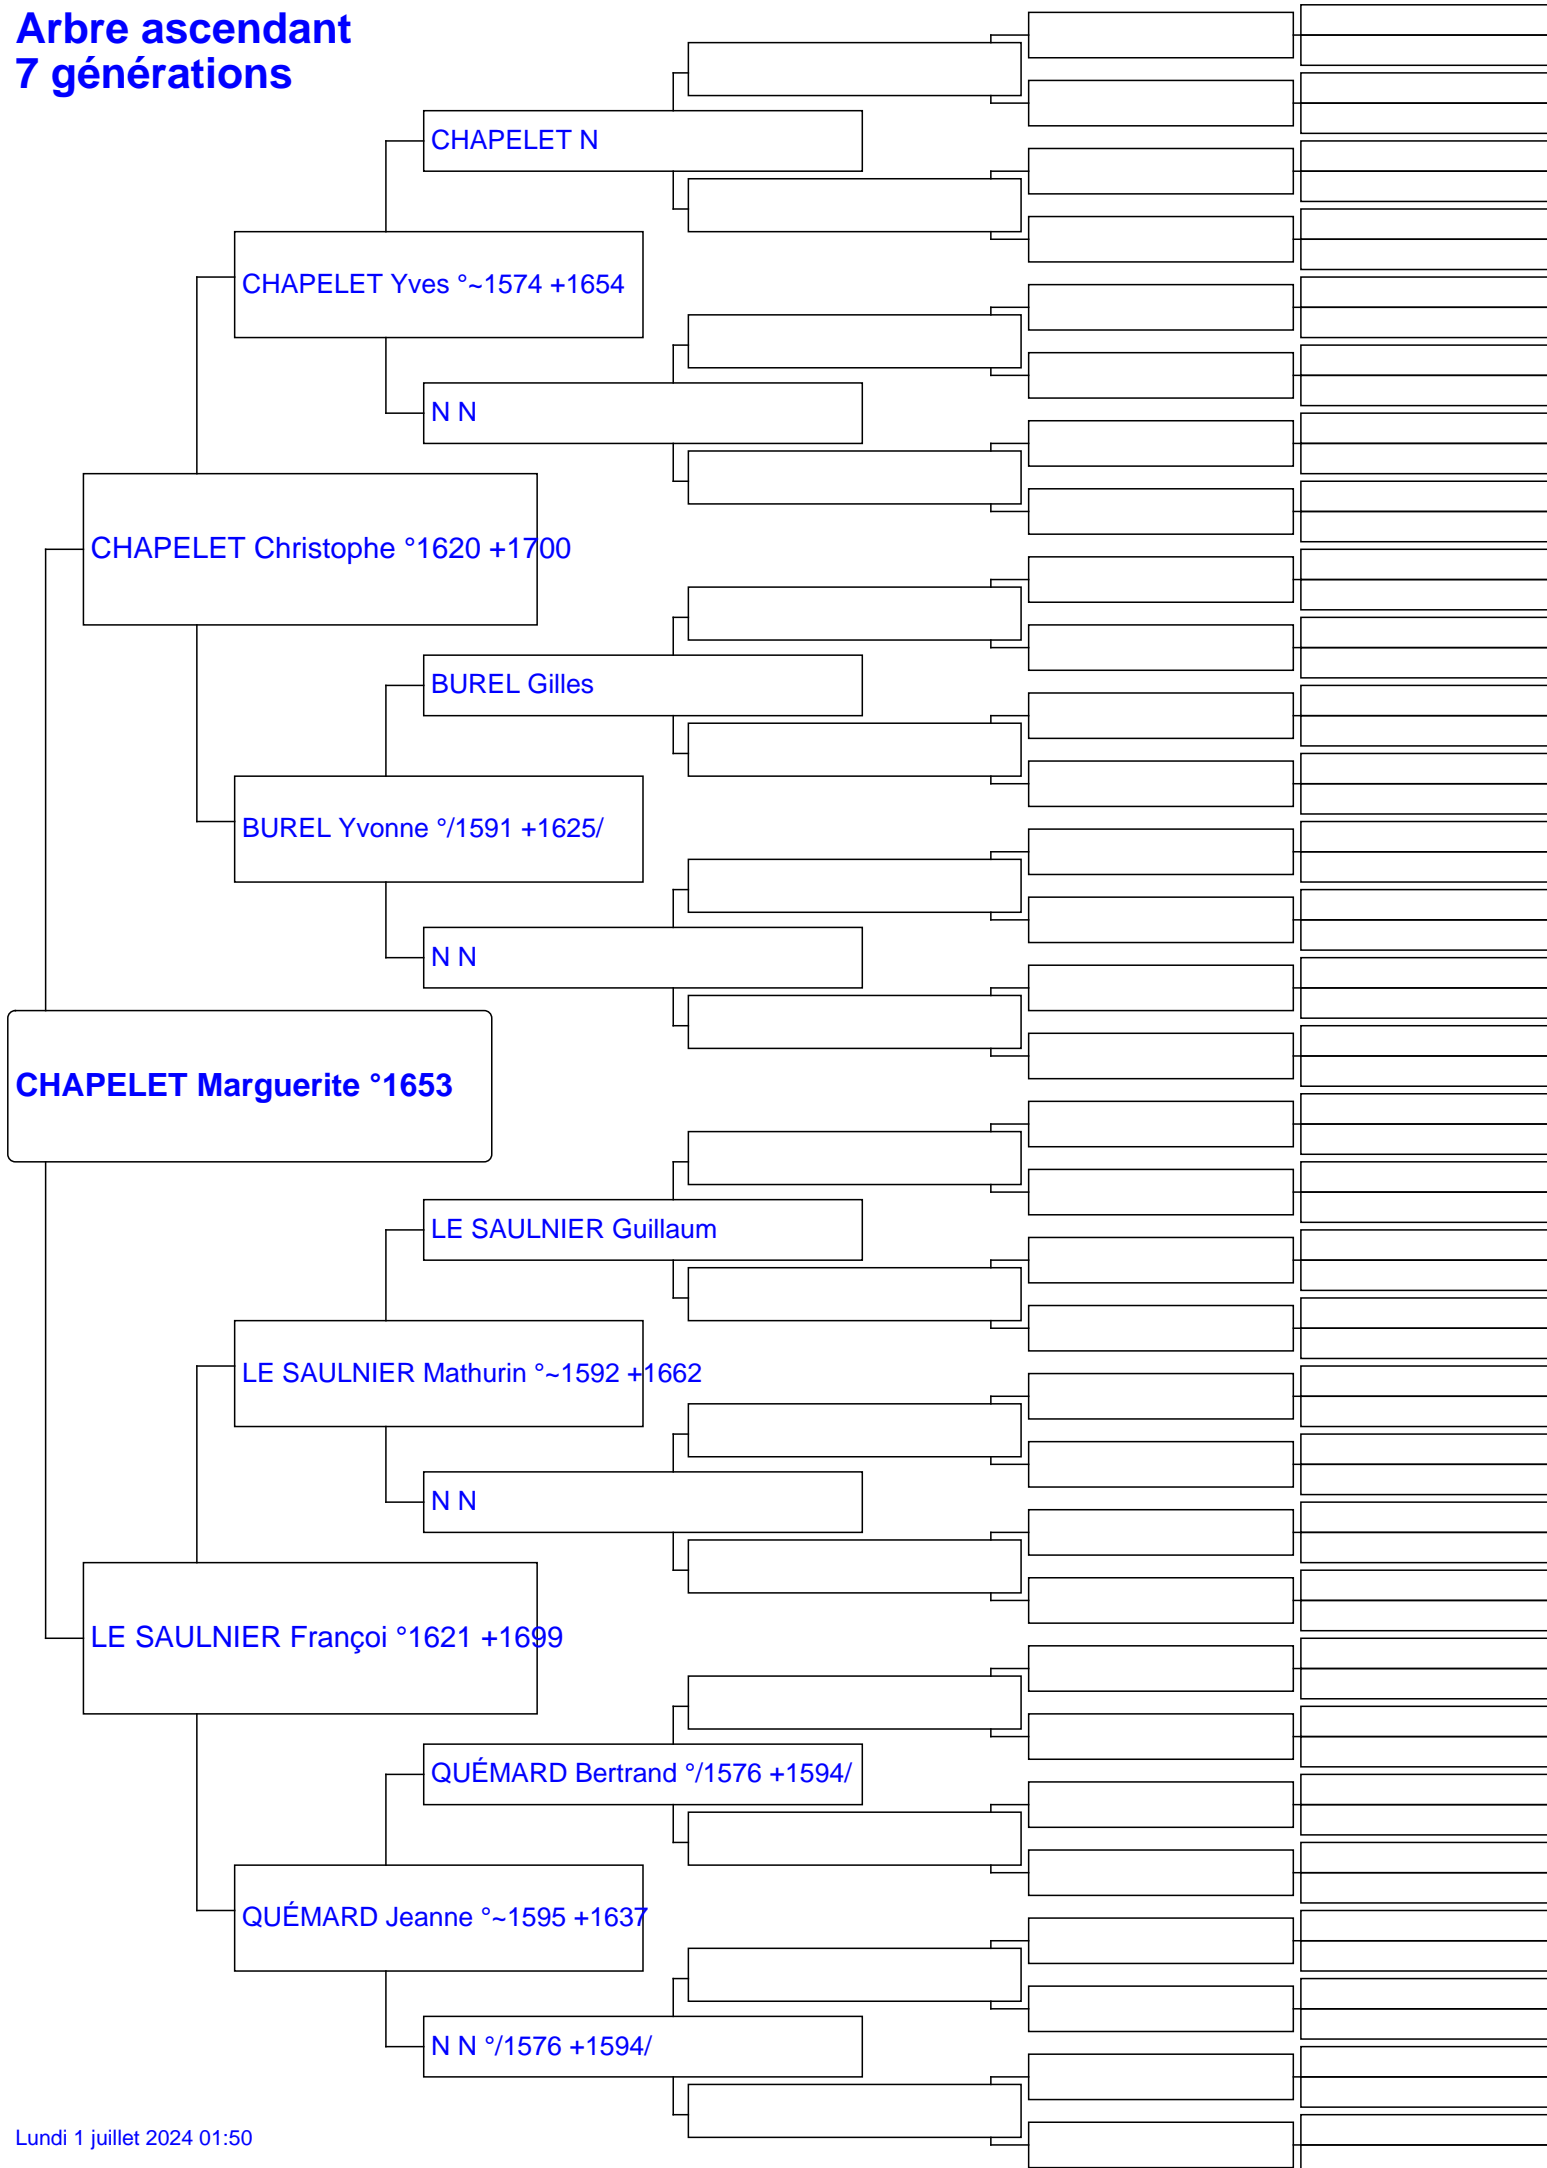 Arbre ascendant
7 générations
CHAPELET N
CHAPELET Yves °~1574 +1654
N N
CHAPELET Christophe °1620 +1700
BUREL Gilles
BUREL Yvonne °/1591 +1625/
N N
CHAPELET Marguerite °1653
LE SAULNIER Guillaum
LE SAULNIER Mathurin °~1592 +1662
N N
LE SAULNIER Françoi °1621 +1699
QUÉMARD Bertrand °/1576 +1594/
QUÉMARD Jeanne °~1595 +1637
N N °/1576 +1594/
Lundi 1 juillet 2024 01:50